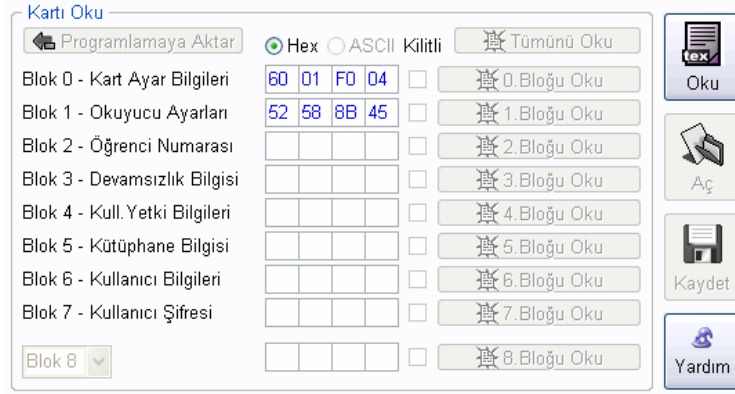 Kartı Oku
Programlamaya Aktar Hex ASCII Kilitli Tümünü Oku
Blok 0 - Kart Ayar Bilgileri 60 01 F0 04 0.Bloğu Oku
Blok 1 - Okuyucu Ayarları 52 58 8B 45 1.Bloğu Oku
Blok 2 - Öğrenci Numarası 2.Bloğu Oku
Blok 3 - Devamsızlık Bilgisi 3.Bloğu Oku
Blok 4 - Kull.Yetki Bilgileri 4.Bloğu Oku
Blok 5 - Kütüphane Bilgisi 5.Bloğu Oku
Blok 6 - Kullanıcı Bilgileri 6.Bloğu Oku
Blok 7 - Kullanıcı Şifresi 7.Bloğu Oku
Blok 8 8.Bloğu Oku
tex
Oku
Aç
Kaydet
Yardım